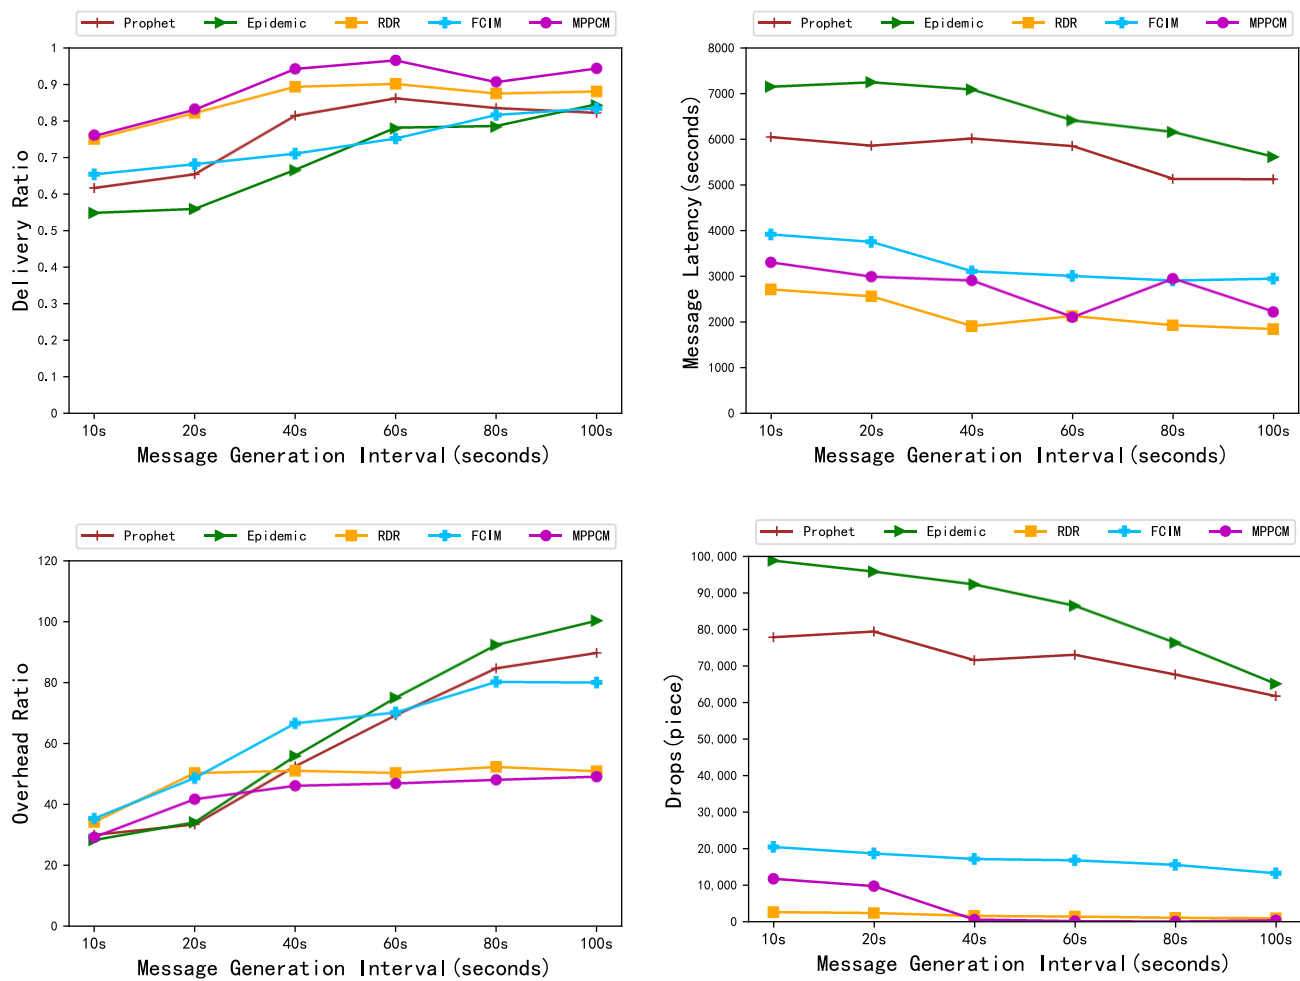 Prophet Epidemic RDR FCIM MPPCM
1
0.9
0.8
0.7
0.6
0.5
0.4
0.3
0.2
0.1
0
Delivery Ratio
10s 20s 40s 60s 80s 100s
Message Generation Interval(seconds)
Prophet Epidemic RDR FCIM MPPCM
8000
7000
6000
5000
4000
3000
2000
1000
0
Message Latency(seconds)
10s 20s 40s 60s 80s 100s
Message Generation Interval(seconds)
Prophet Epidemic RDR FCIM MPPCM
120
100
80
60
40
20
0
Overhead Ratio
10s 20s 40s 60s 80s 100s
Message Generation Interval(seconds)
Prophet Epidemic RDR FCIM MPPCM
100,000
90,000
80,000
70,000
60,000
50,000
40,000
30,000
20,000
10,000
0
Drops(piece)
10s 20s 40s 60s 80s 100s
Message Generation Interval(seconds)